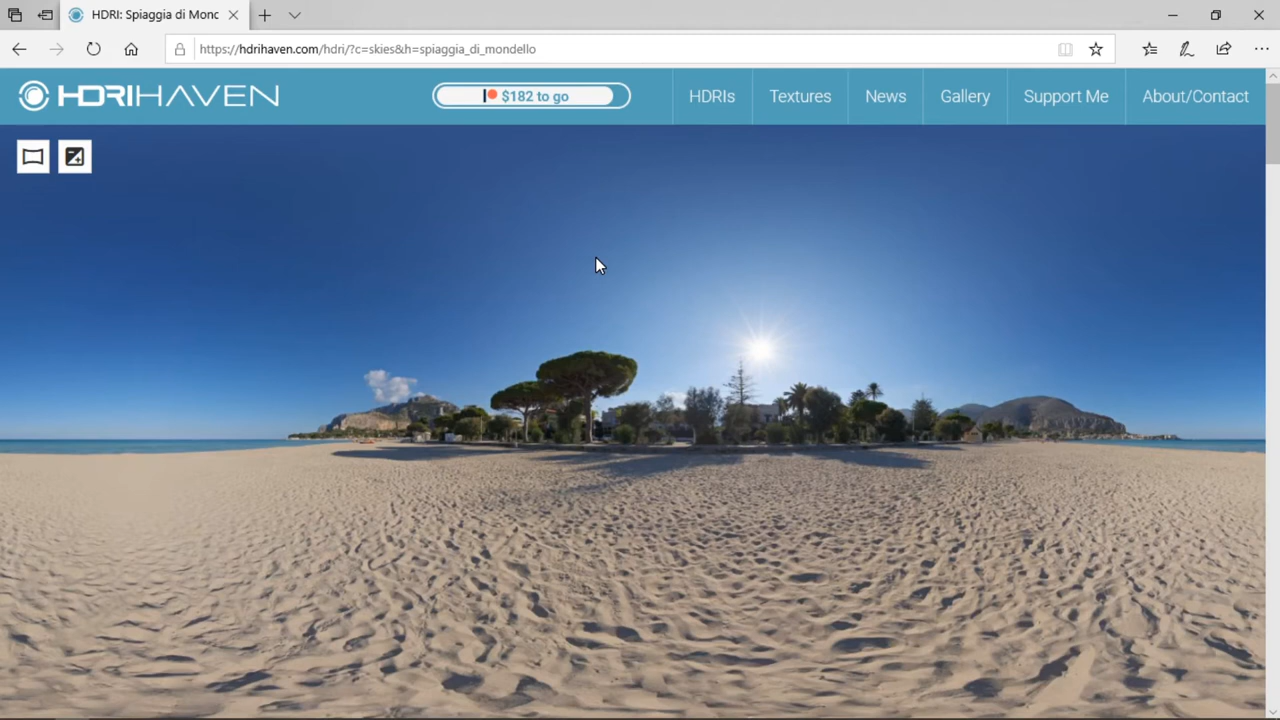 HDRI: Spiaggia di Monc
https://hdrihaven.com/hdri/?c=skies&h=spiaggia_di_mondello
HDRIHAVEN
$182 to go
HDRIs
Textures
News
Gallery
Support Me
About/Contact